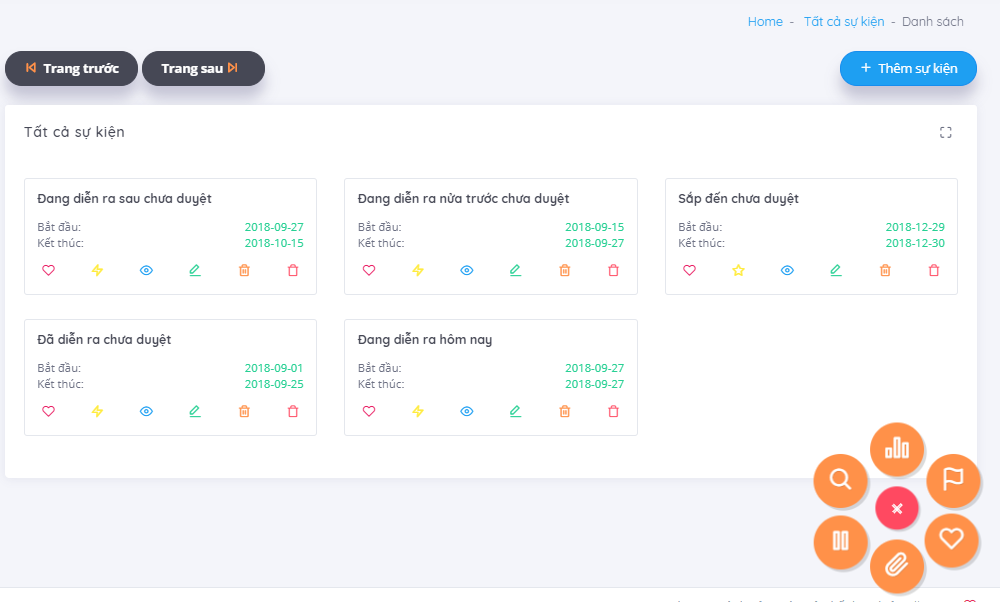 Home - Tất cả sự kiện - Danh sách
Trang trước Trang sau + Thêm sự kiện
Tất cả sự kiện
Đang diễn ra sau chưa duyệt
Bắt đầu: 2018-09-27
Kết thúc: 2018-10-15
Đang diễn ra nửa trước chưa duyệt
Bắt đầu: 2018-09-15
Kết thúc: 2018-09-27
Sắp đến chưa duyệt
Bắt đầu: 2018-12-29
Kết thúc: 2018-12-30
Đã diễn ra chưa duyệt
Bắt đầu: 2018-09-01
Kết thúc: 2018-09-25
Đang diễn ra hôm nay
Bắt đầu: 2018-09-27
Kết thúc: 2018-09-27